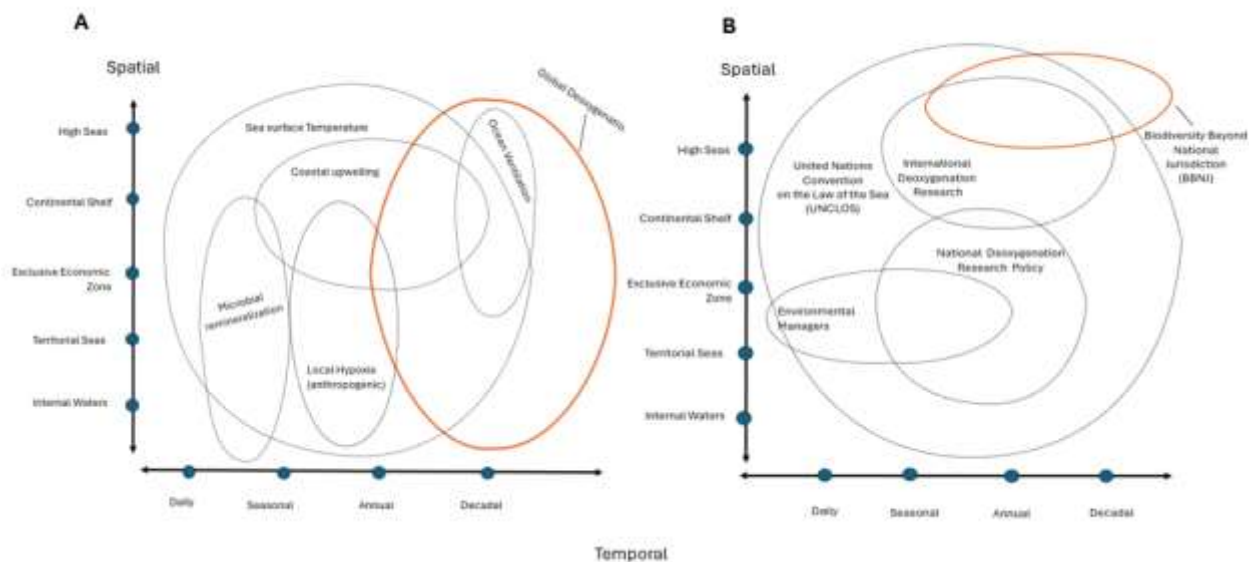 A
Spatial
High Seas
Continental Shelf
Exclusive Economic
Zone
Territorial Seas
Internal Waters
Sea surface Temperature
Coastal upwelling
Ocean Ventilation
Global Deoxygenatio
Microbial
remineralization
Local Hypoxia
(anthropogenic)
Daily
Seasonal
Annual
Decadal
B
Spatial
High Seas
Continental Shelf
Exclusive Economic
Zone
Territorial Seas
Internal Waters
United Nations
Convention
on the Law of the Sea
(UNCLOS)
International
Deoxygenation
Research
Biodiversity Beyond
National
Jurisdiction
(BBNJ)
National Deoxygenation
Research Policy
Environmental
Managers
Daily
Seasonal
Annual
Decadal
Temporal